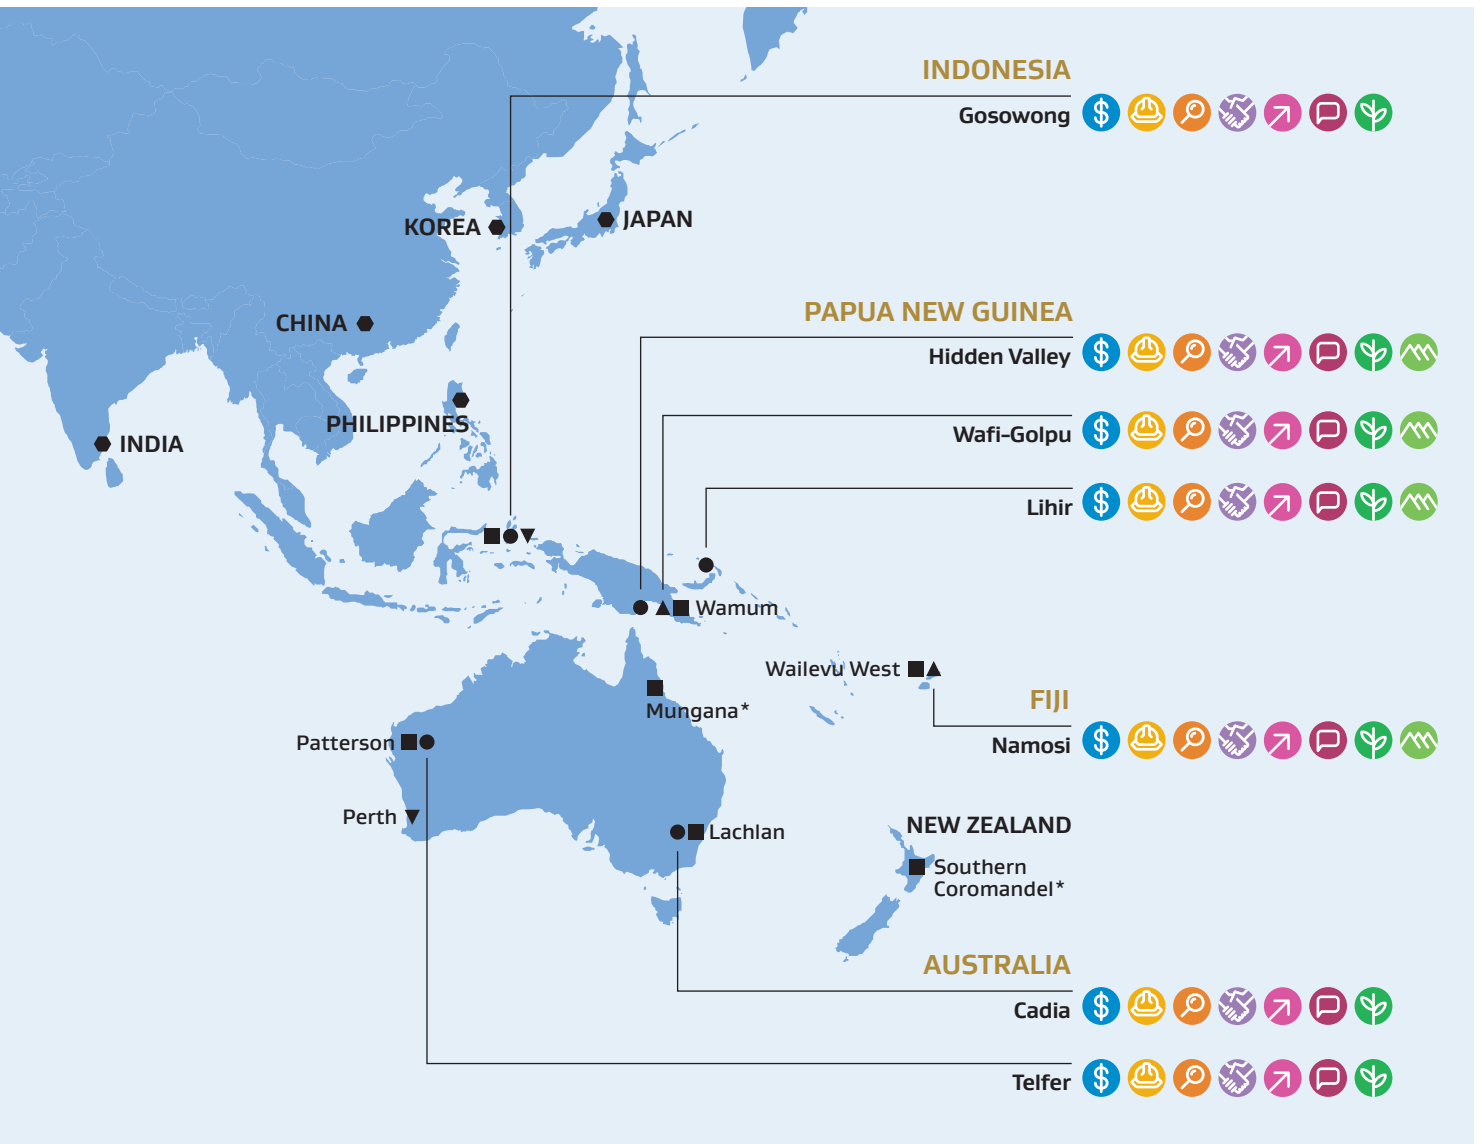 INDONESIA
Gosowong
KOREA
JAPAN
CHINA
PAPUA NEW GUINEA
Hidden Valley
PHILIPPINES
Wafi-Golpu
INDIA
Lihir
Wamum
Wailevu West
FIJI
Mungana*
Patterson
Namosi
Perth
Lachlan
NEW ZEALAND
Southern
Coromandel*
AUSTRALIA
Cadia
Telfer